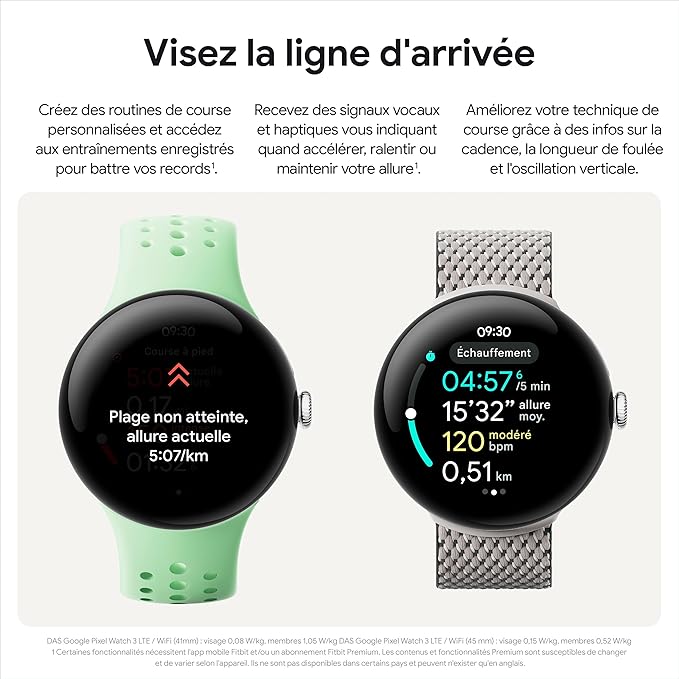 Visez la ligne d'arrivée
Créez des routines de course
personnalisées et accédez
aux entraînements enregistrés
pour battre vos records¹.
Recevez des signaux vocaux
et haptiques vous indiquant
quand accélérer, ralentir ou
maintenir votre allure¹.
Améliorez votre technique de
course grâce à des infos sur la
cadence, la longueur de foulée
et l'oscillation verticale.
09:30
Course à pied
Plage non atteinte,
allure actuelle
5:07/km
09:30
Échauffement
04:57⁶ /5 min
15'32” allure moy.
120 modéré bpm
0,51 km
DAS Google Pixel Watch 3 LTE / WiFi (41mm) : visage 0,08 W/kg, membres 1,05 W/kg DAS Google Pixel Watch 3 LTE / WiFi (45 mm) : visage 0,15 W/kg, membres 0,52 W/kg
1 Certaines fonctionnalités nécessitent l'app mobile Fitbit et/ou un abonnement Fitbit Premium. Les contenus et fonctionnalités Premium sont susceptibles de changer
et de varier selon l'appareil. Ils ne sont pas disponibles dans certains pays et peuvent n'exister qu'en anglais.